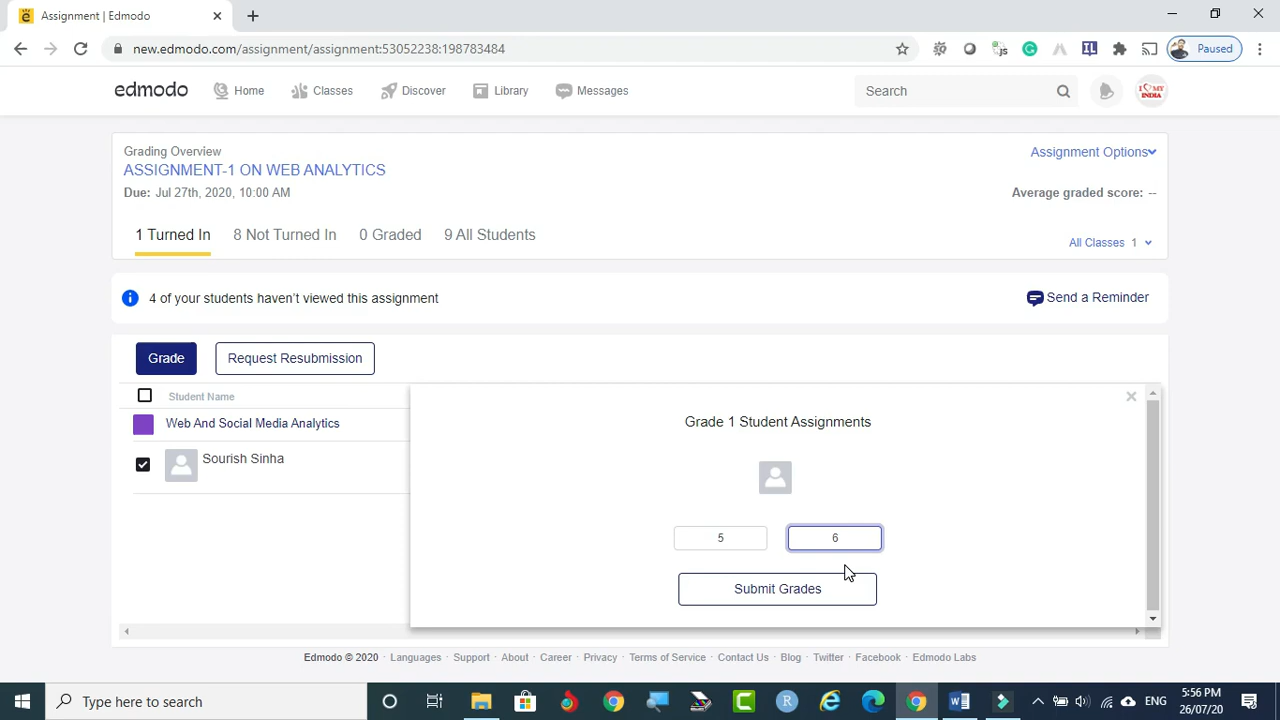 Assignment | Edmodo
new.edmodo.com/assignment/assignment:53052238:198783484
JS
IL
Paused
edmodo
Home
Classes
Discover
Library
Messages
Search
I MY
INDIA
Grading Overview
Assignment Options
ASSIGNMENT-1 ON WEB ANALYTICS
Due: Jul 27th, 2020, 10:00 AM
Average graded score: --
1 Turned In
8 Not Turned In
0 Graded
9 All Students
All Classes 1
4 of your students haven't viewed this assignment
Send a Reminder
Grade
Request Resubmission
Student Name
Web And Social Media Analytics
Sourish Sinha
Grade 1 Student Assignments
5
6
Submit Grades
Edmodo © 2020
Languages
Support
About
Career
Privacy
Terms of Service
Contact Us
Blog
Twitter
Facebook
Edmodo Labs
Type here to search
ENG
5:56 PM
26/07/20